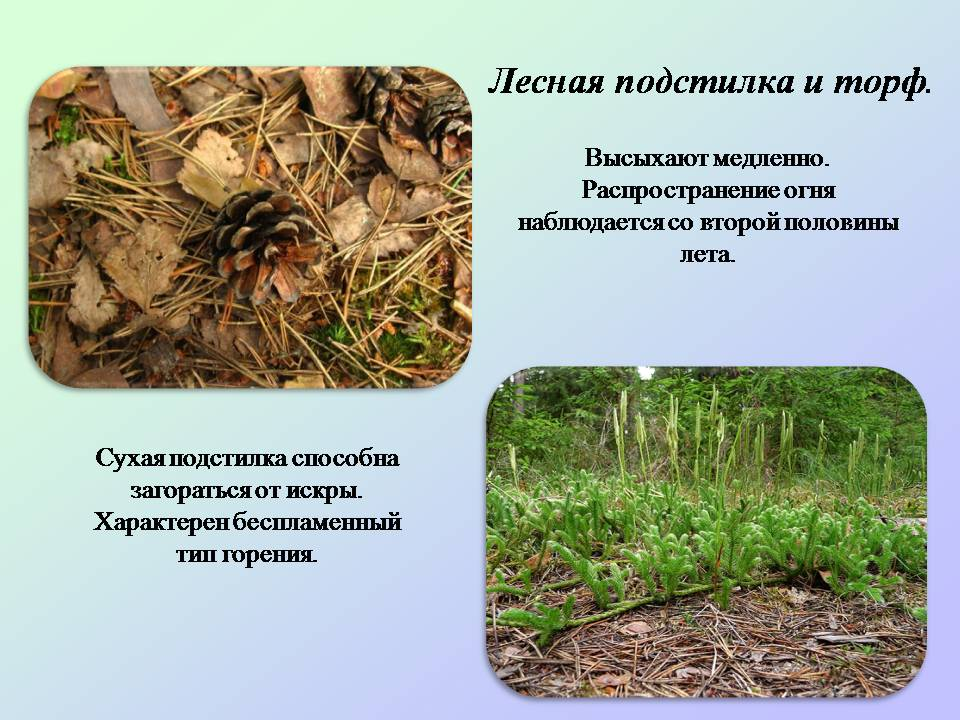 Лесная подстилка и торф.
Высыхают медленно.
Распространение огня
наблюдается со второй половины
лета.
Сухая подстилка способна
загораться от искры.
Характерен беспламенный
тип горения.